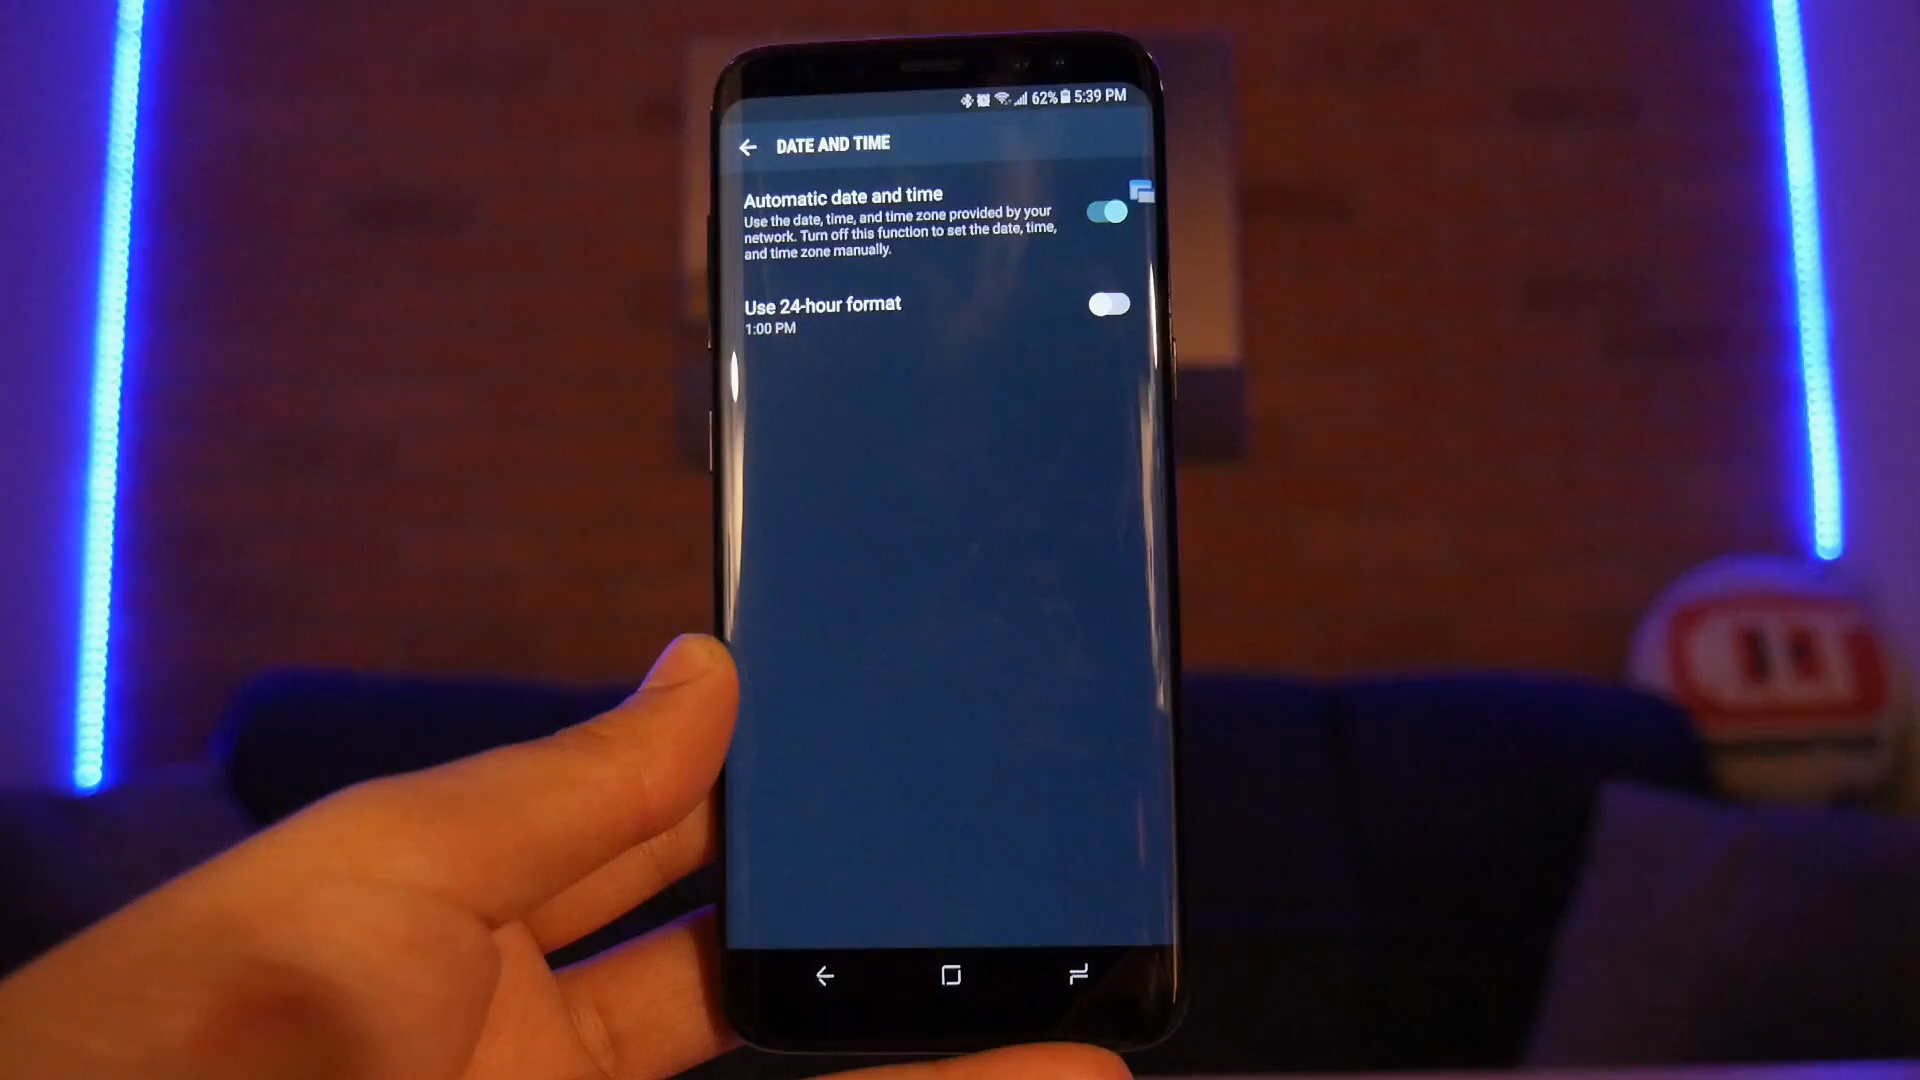 62% 5:39 PM
DATE AND TIME
Automatic date and time
Use the date, time, and time zone provided by your
network. Turn off this function to set the date, time,
and time zone manually.
Use 24-hour format
1:00 PM